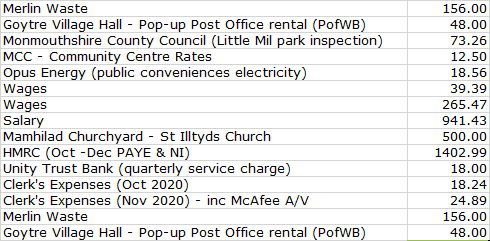 Merlin Waste 156.00
Goytre Village Hall - Pop-up Post Office rental (PofWB) 48.00
Monmouthshire County Council (Little Mil park inspection) 73.26
MCC - Community Centre Rates 12.50
Opus Energy (public conveniences electricity) 18.56
Wages 39.39
Wages 265.47
Salary 941.43
Mamhilad Churchyard - St Illtyds Church 500.00
HMRC (Oct -Dec PAYE & NI) 1402.99
Unity Trust Bank (quarterly service charge) 18.00
Clerk's Expenses (Oct 2020) 18.24
Clerk's Expenses (Nov 2020) - inc McAfee A/V 24.89
Merlin Waste 156.00
Goytre Village Hall - Pop-up Post Office rental (PofWB) 48.00